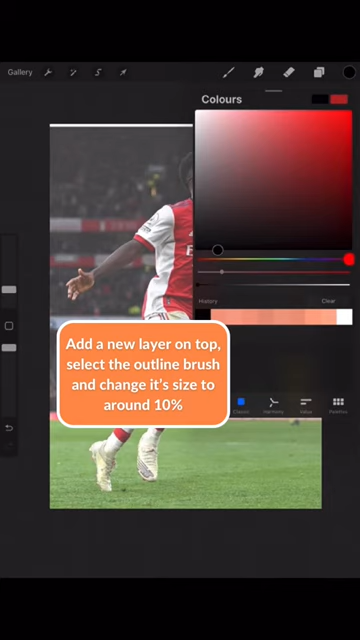 Gallery
Colours
History
Clear
Add a new layer on top,
select the outline brush
and change it's size to
around 10%
Classic
Harmony
Value
Palettes